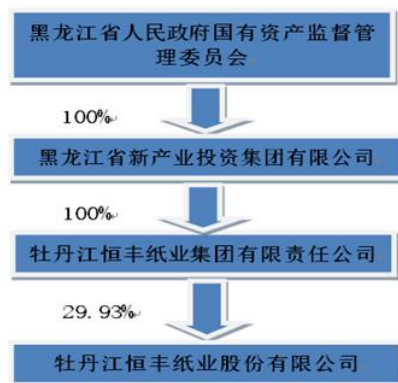 黑龙江省人民政府国有资产监督管
理委员会
100%
黑龙江省新产业投资集团有限公司
100%
牡丹江恒丰纸业集团有限责任公司
29.93%
牡丹江恒丰纸业股份有限公司